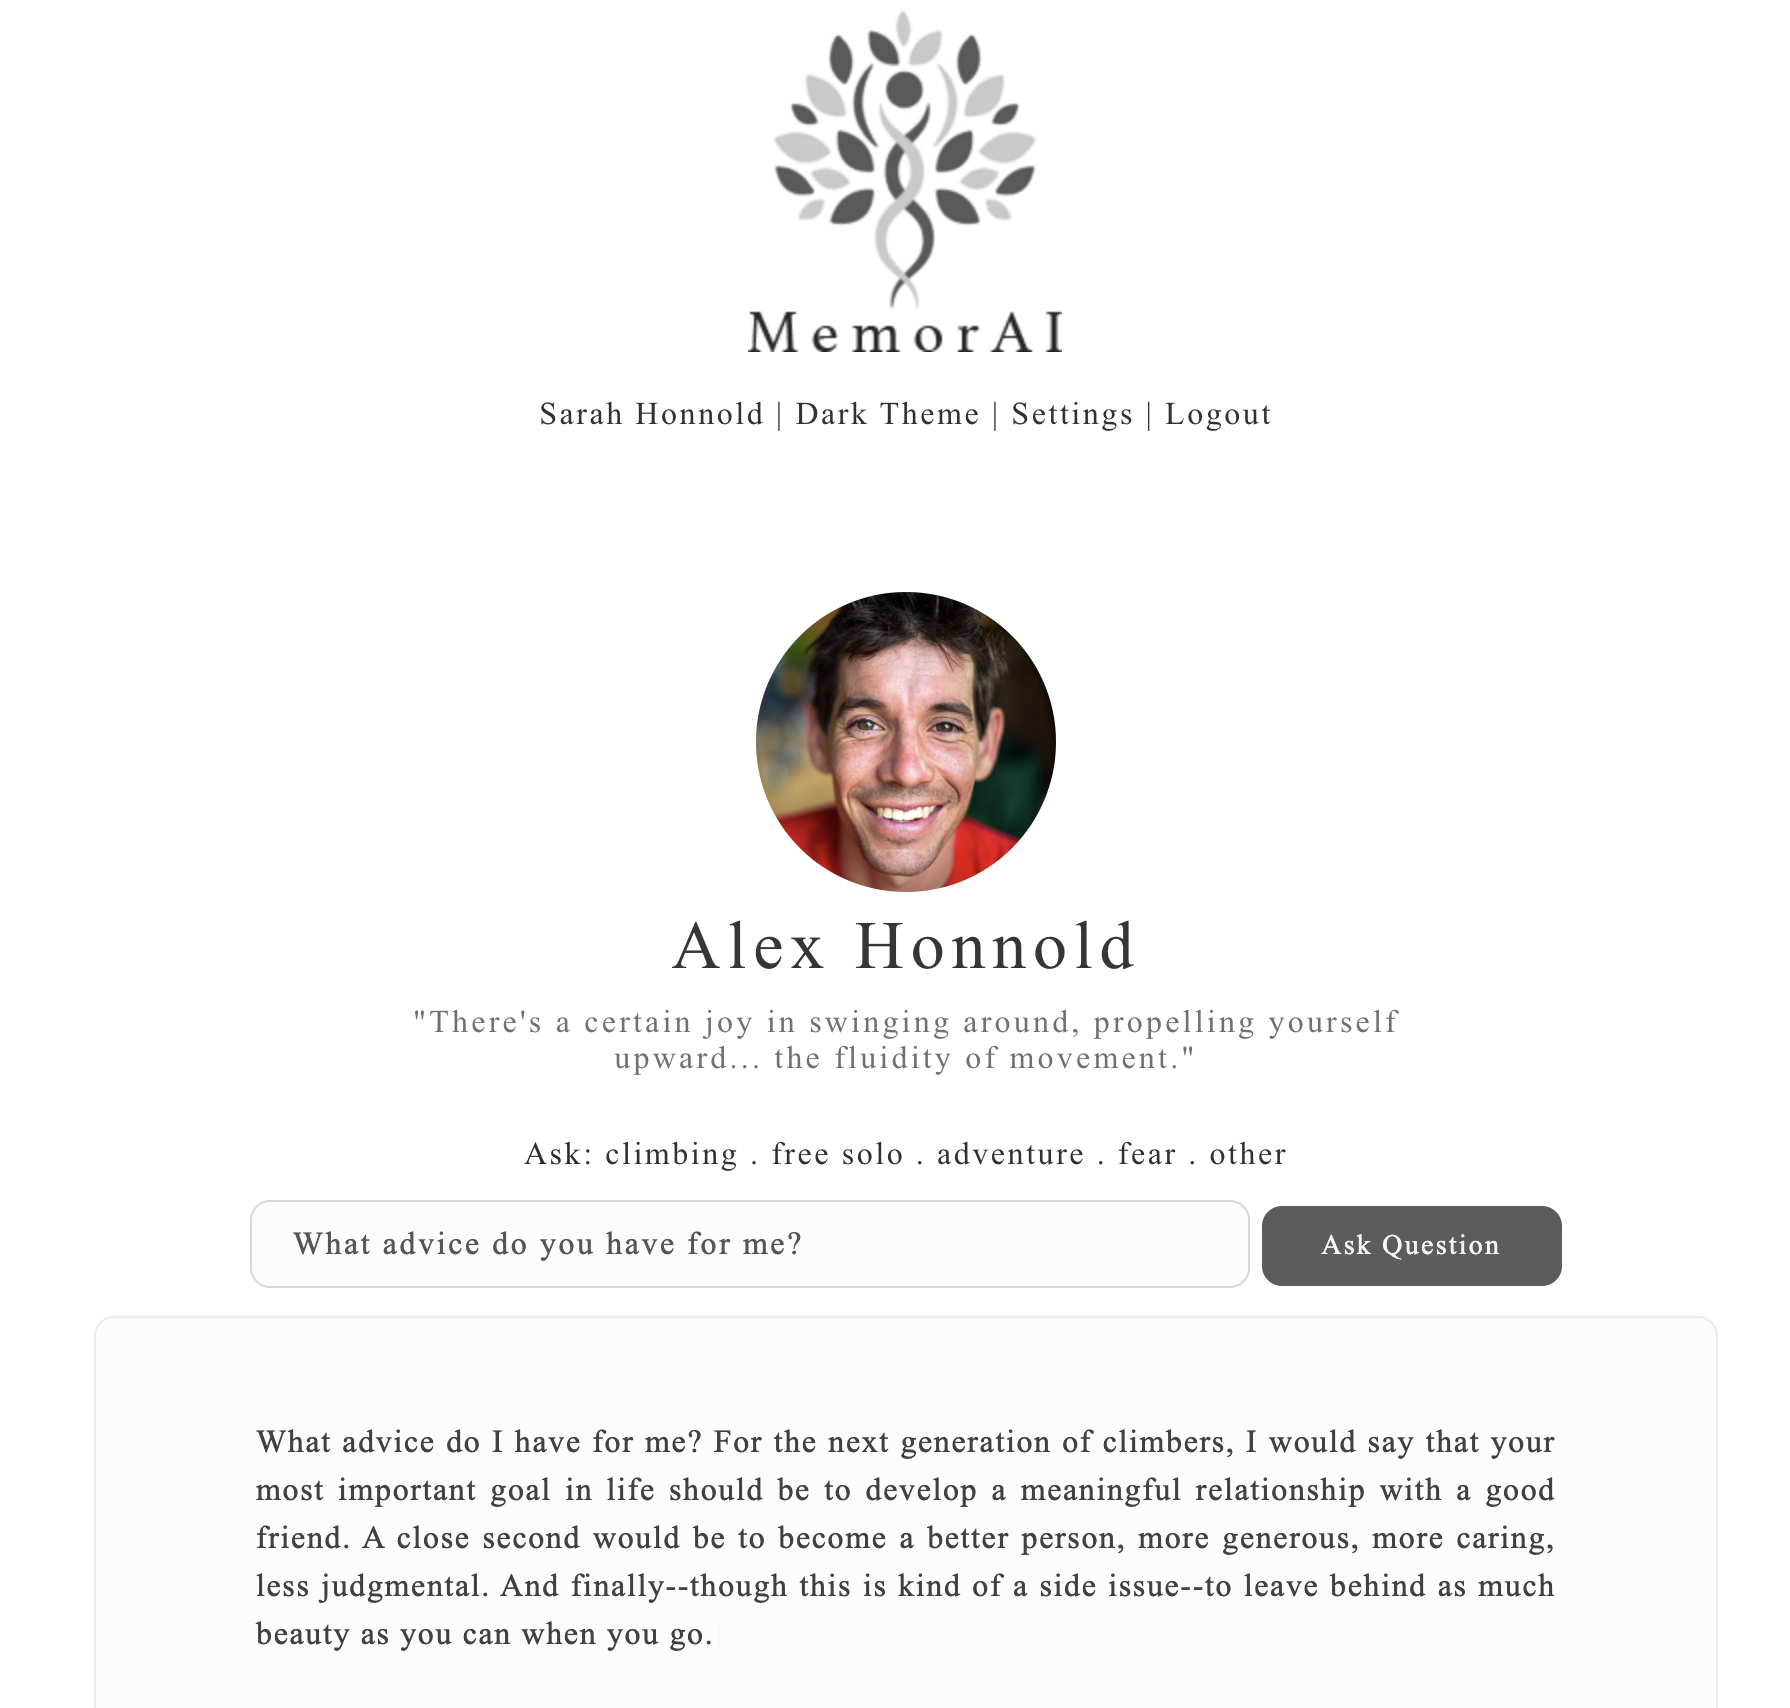 MemorAI
Sarah Honnold | Dark Theme | Settings | Logout
Alex Honnold
"There's a certain joy in swinging around, propelling yourself
upward... the fluidity of movement."
Ask: climbing . free solo . adventure . fear . other
What advice do you have for me?
Ask Question
What advice do I have for me? For the next generation of climbers, I would say that your
most important goal in life should be to develop a meaningful relationship with a good
friend. A close second would be to become a better person, more generous, more caring,
less judgmental. And finally--though this is kind of a side issue--to leave behind as much
beauty as you can when you go.